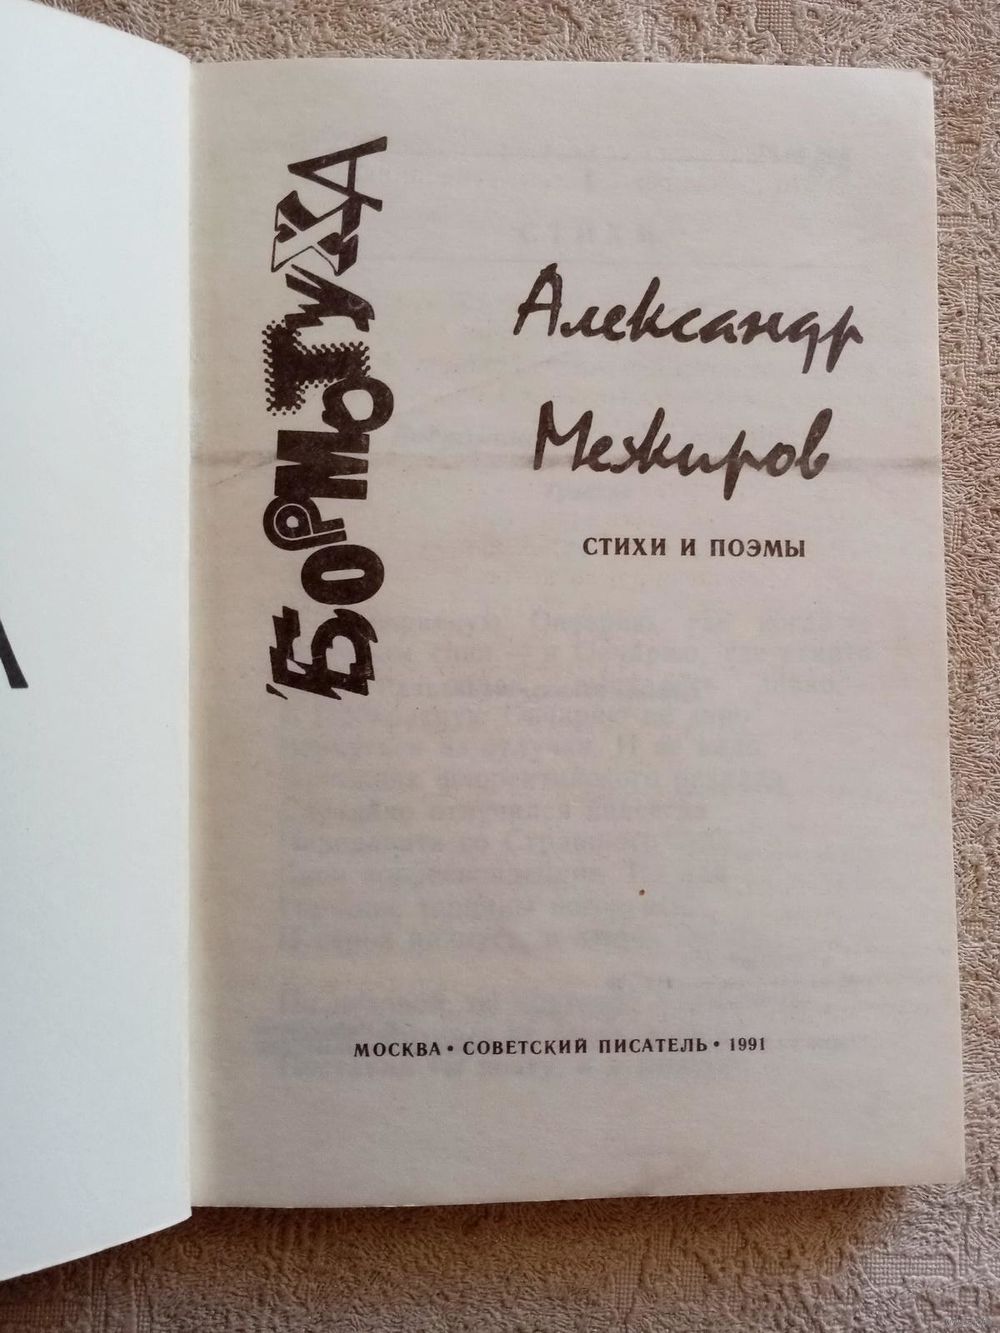 БОРМОТУХА
Александр
Межиров
СТИХИ И ПОЭМЫ
МОСКВА • СОВЕТСКИЙ ПИСАТЕЛЬ • 1991